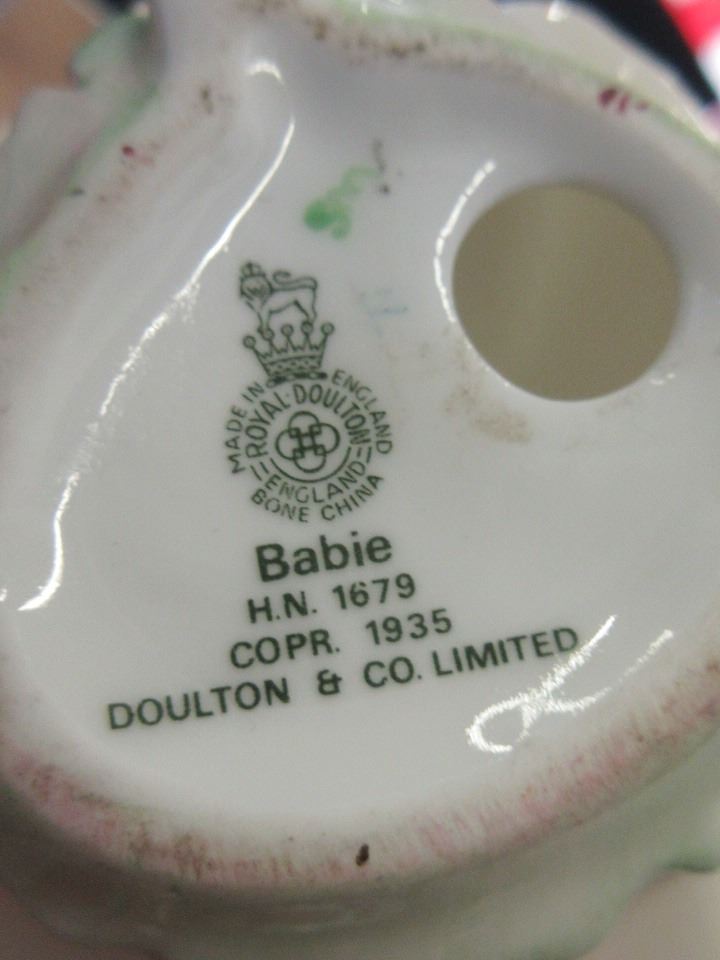 MADE IN ENGLAND
ROYAL·DOULTON
ENGLAND
BONE CHINA
Babie
H.N. 1679
COPR. 1935
DOULTON & CO. LIMITED